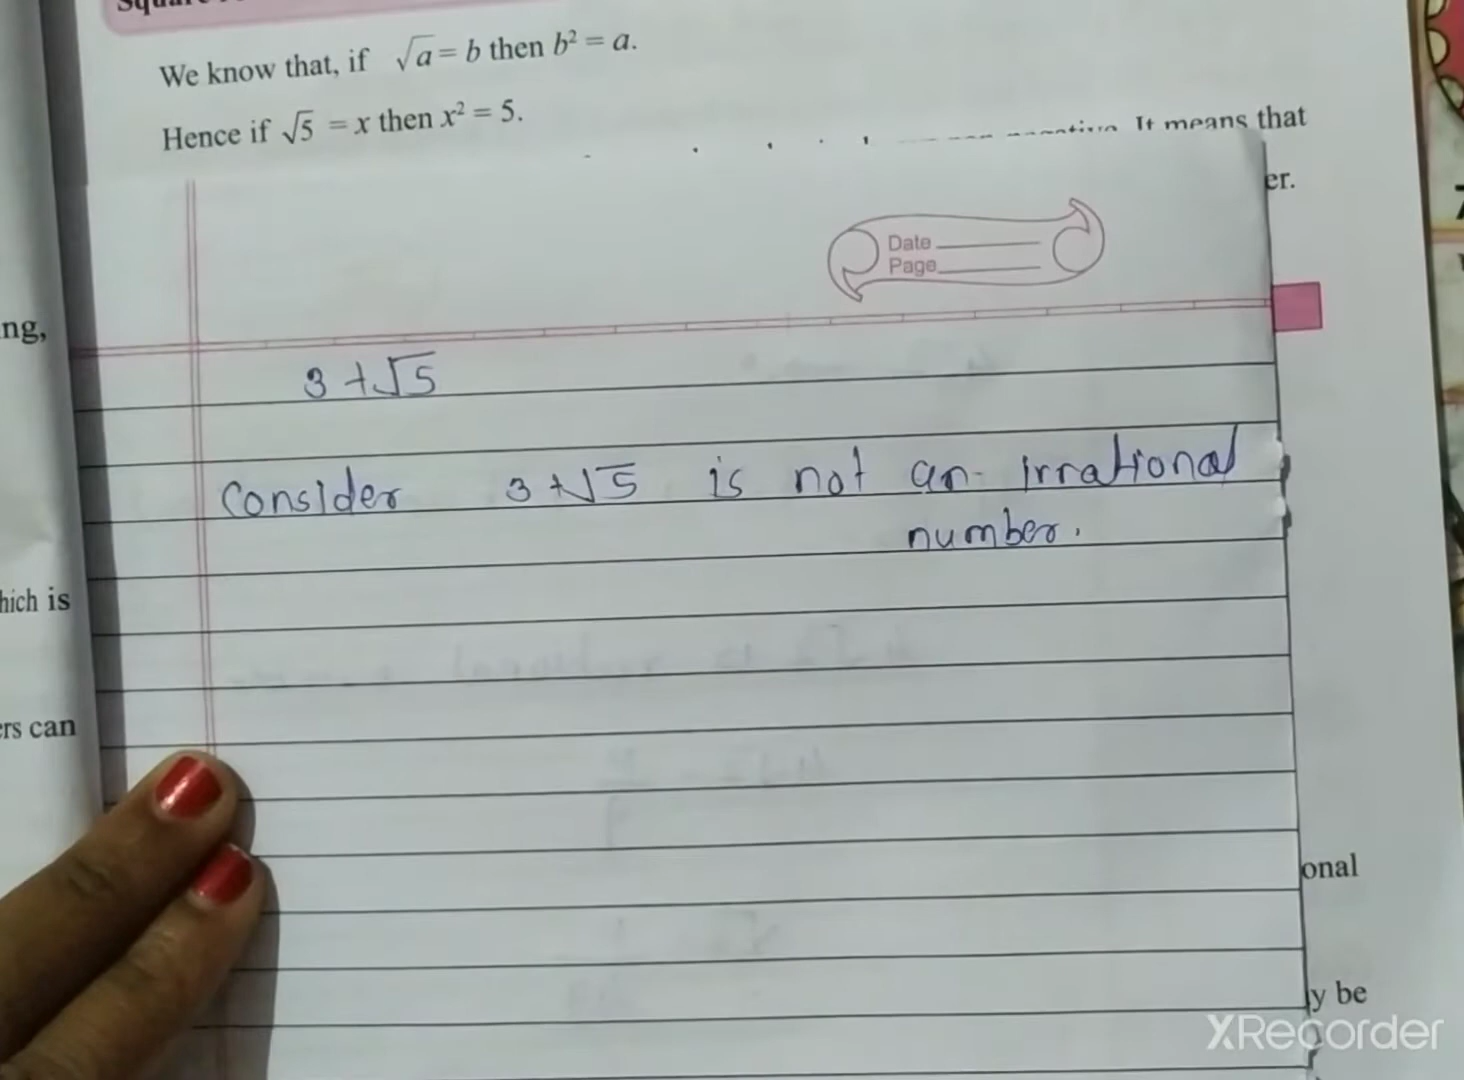 We know that, if √a = b then b² = a.
Hence if √5 = x then x² = 5.
It means that
er.
Date
Page
ng,
3+√5
Consider 3+√5 is not an irrational
number.
hich is
ers can
onal
y be
XRecorder